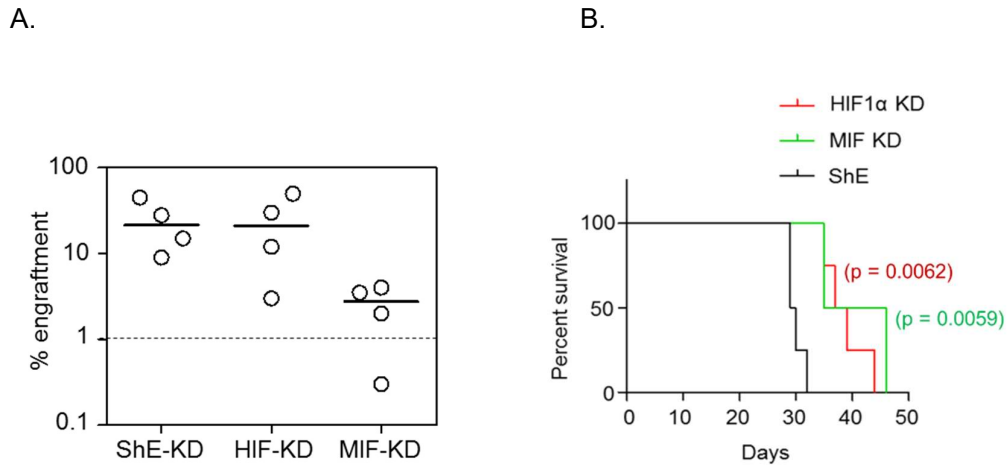 A.
100
10
1
0.1
% engraftment
ShE-KD HIF-KD MIF-KD
B.
HIF1α KD
MIF KD
ShE
100
50
0
Percent survival
(p = 0.0062)
(p = 0.0059)
0 10 20 30 40 50
Days